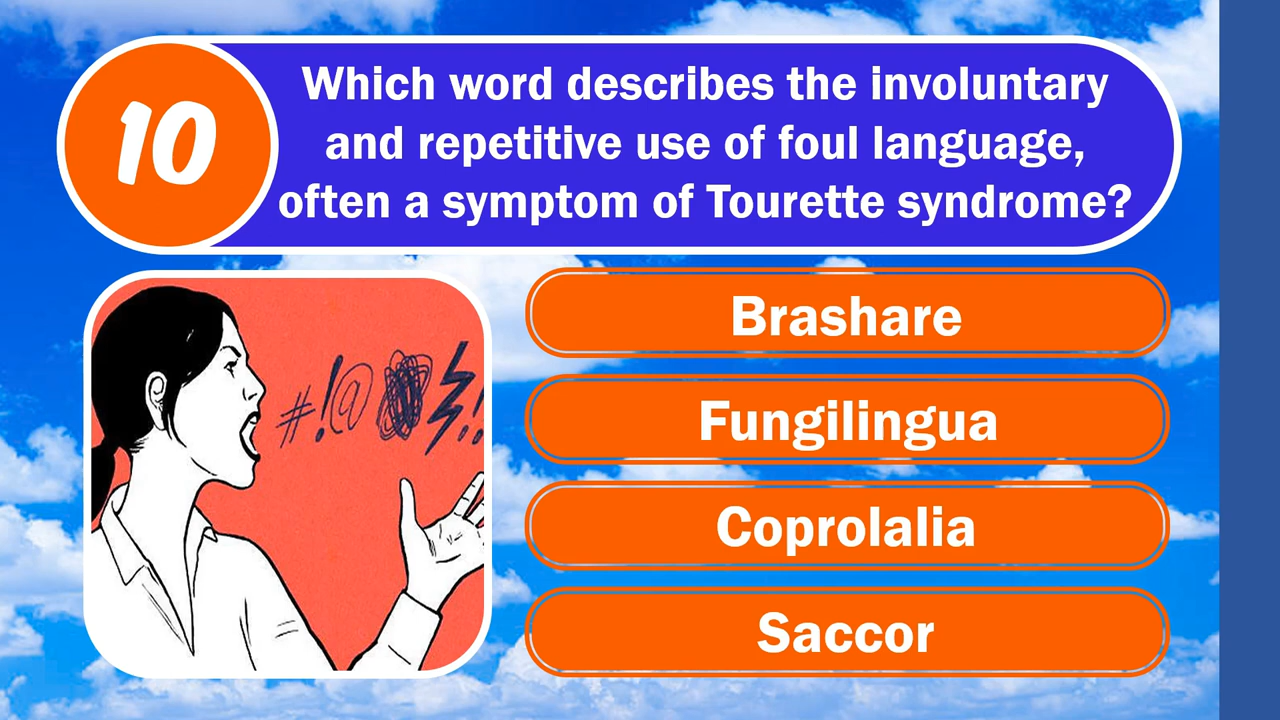 10
Which word describes the involuntary
and repetitive use of foul language,
often a symptom of Tourette syndrome?
#!@
Brashare
Fungilingua
Coprolalia
Saccor